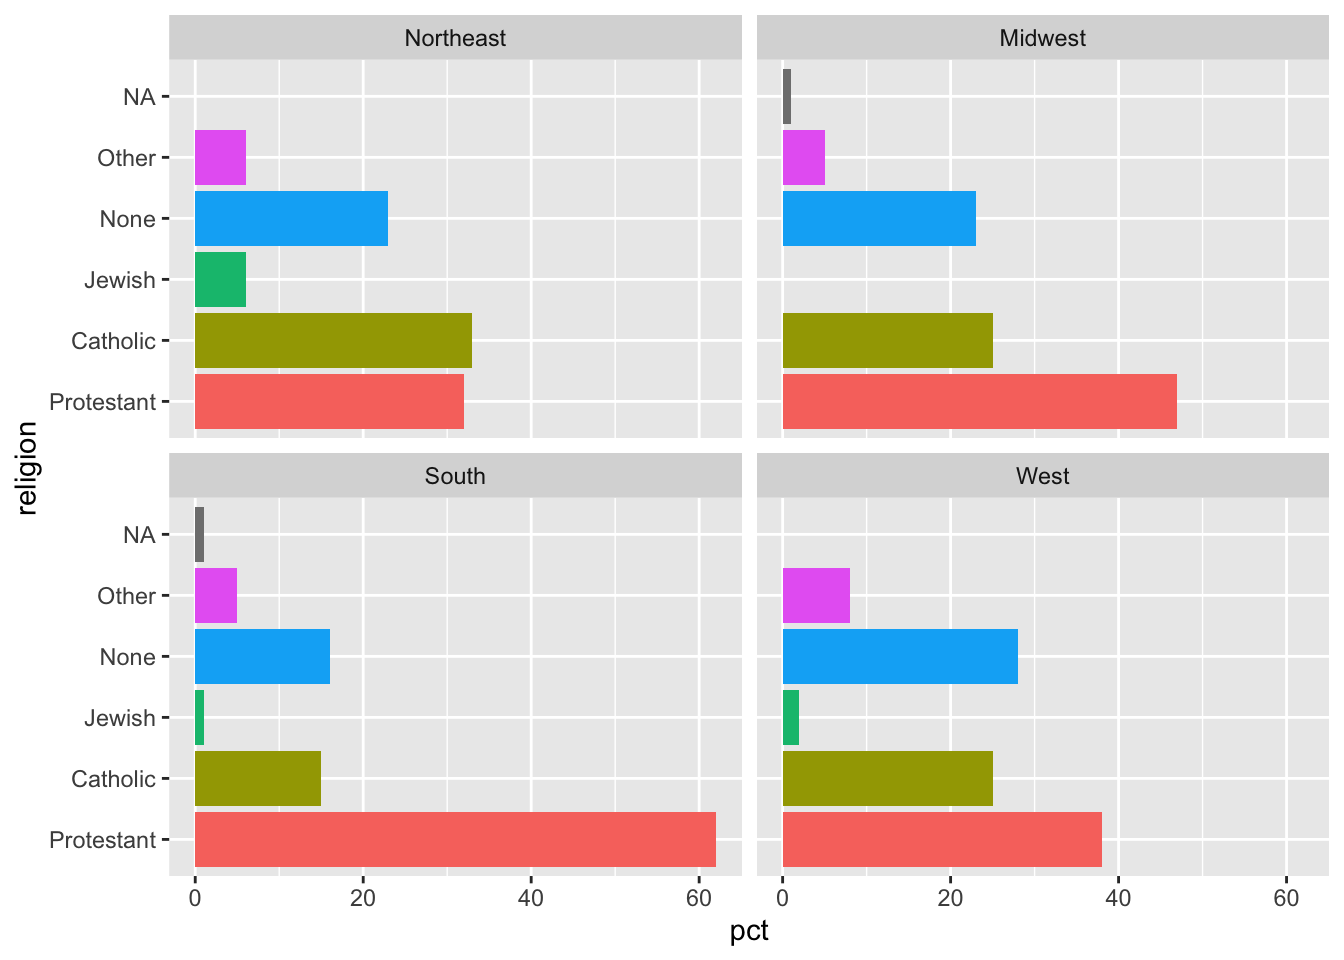 Northeast
Midwest
NA
Other
None
Jewish
Catholic
Protestant
religion
South
West
NA
Other
None
Jewish
Catholic
Protestant
0 20 40 60 0 20 40 60
pct